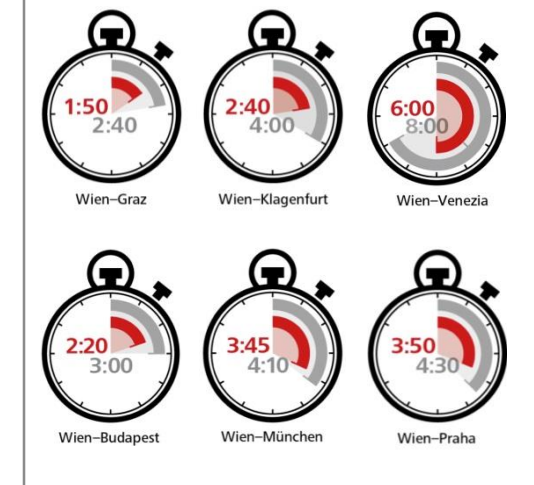 1:50
2:40
Wien–Graz
2:40
4:00
Wien–Klagenfurt
6:00
8:00
Wien–Venezia
2:20
3:00
Wien–Budapest
3:45
4:10
Wien–München
3:50
4:30
Wien–Praha